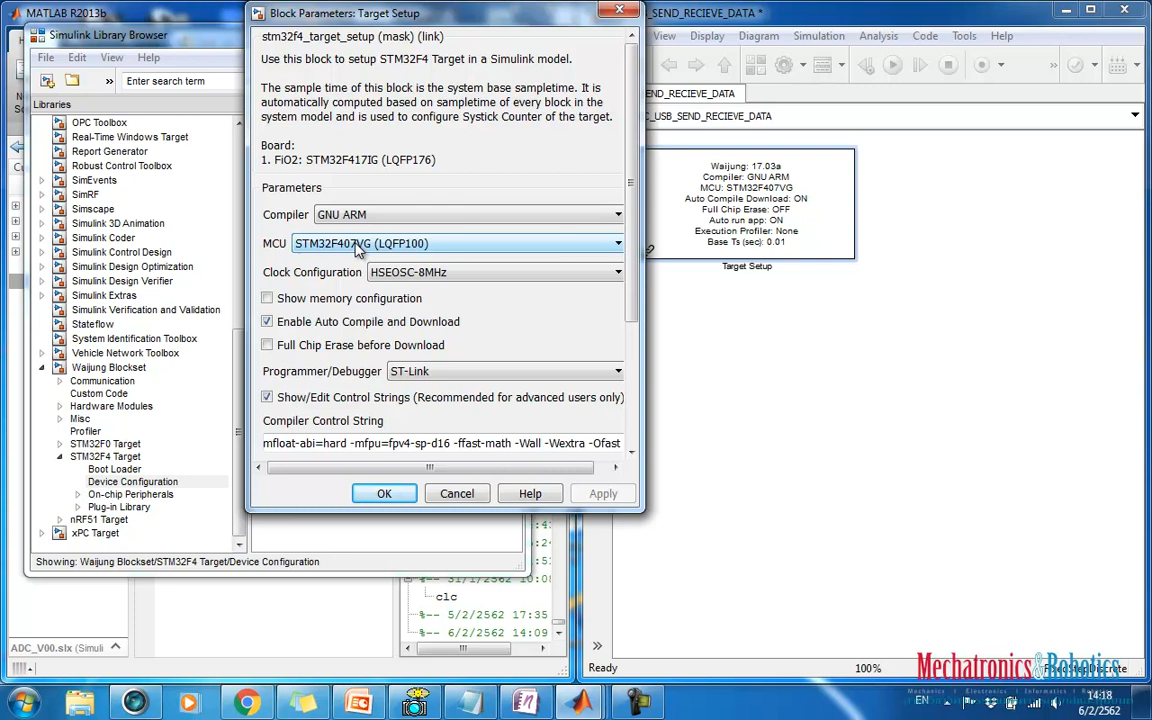 MATLAB R2013b
Block Parameters: Target Setup
_USB_SEND_RECIEVE_DATA *
Simulink Library Browser
File Edit View Help
Enter search term
Libraries
OPC Toolbox
Real-Time Windows Target
Report Generator
Robust Control Toolbox
SimEvents
SimRF
Simscape
Simulink 3D Animation
Simulink Coder
Simulink Control Design
Simulink Design Optimization
Simulink Design Verifier
Simulink Extras
Simulink Verification and Validation
Stateflow
System Identification Toolbox
Vehicle Network Toolbox
Waijung Blockset
Communication
Custom Code
Hardware Modules
Misc
Profiler
STM32F0 Target
STM32F4 Target
Boot Loader
Device Configuration
On-chip Peripherals
Plug-in Library
nRF51 Target
xPC Target
Showing: Waijung Blockset/STM32F4 Target/Device Configuration
stm32f4_target_setup (mask) (link)
Use this block to setup STM32F4 Target in a Simulink model.
The sample time of this block is the system base sampletime. It is
automatically computed based on sampletime of every block in the
system model and is used to configure Systick Counter of the target.
Board:
1. FiO2: STM32F417IG (LQFP176)
Parameters
Compiler GNU ARM
MCU STM32F407VG (LQFP100)
Clock Configuration HSEOSC-8MHz
Show memory configuration
Enable Auto Compile and Download
Full Chip Erase before Download
Programmer/Debugger ST-Link
Show/Edit Control Strings (Recommended for advanced users only)
Compiler Control String
mfloat-abi=hard -mfpu=fpv4-sp-d16 -ffast-math -Wall -Wextra -Ofast
OK Cancel Help Apply
View Display Diagram Simulation Analysis Code Tools Help
END_RECIEVE_DATA
C_USB_SEND_RECIEVE_DATA
Waijung: 17.03a
Compiler: GNU ARM
MCU: STM32F407VG
Auto Compile Download: ON
Full Chip Erase: OFF
Auto run app: ON
Execution Profiler: None
Base Ts (sec): 0.01
Target Setup
%-- 31/1/2562 10:08
clc
%-- 5/2/2562 17:35
%-- 6/2/2562 14:09
ADC_V00.slx (Simuli
Ready 100% FixedStepDiscrete
Mechatronics&Robotics
EN
14:18
6/2/2562